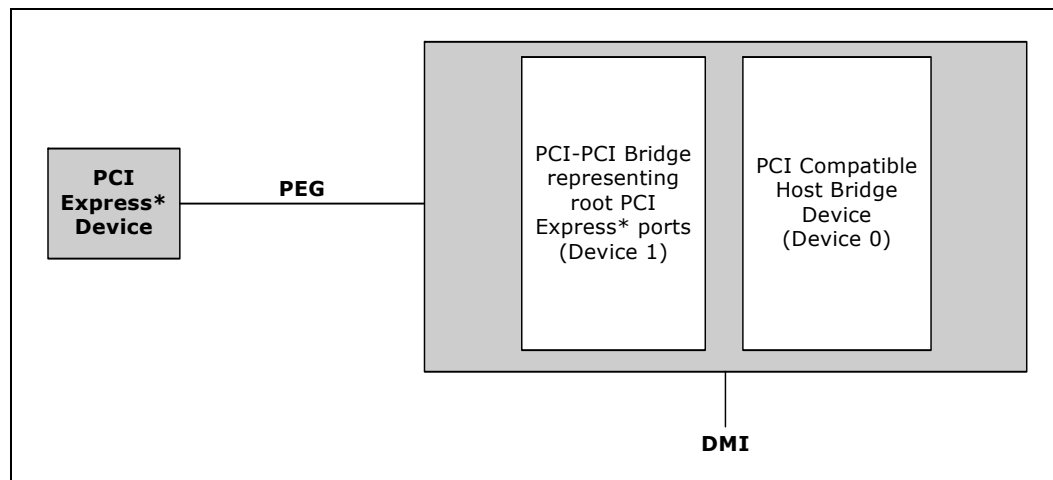 PCI
Express*
Device
PEG
PCI-PCI Bridge
representing
root PCI
Express* ports
(Device 1)
PCI Compatible
Host Bridge
Device
(Device 0)
DMI